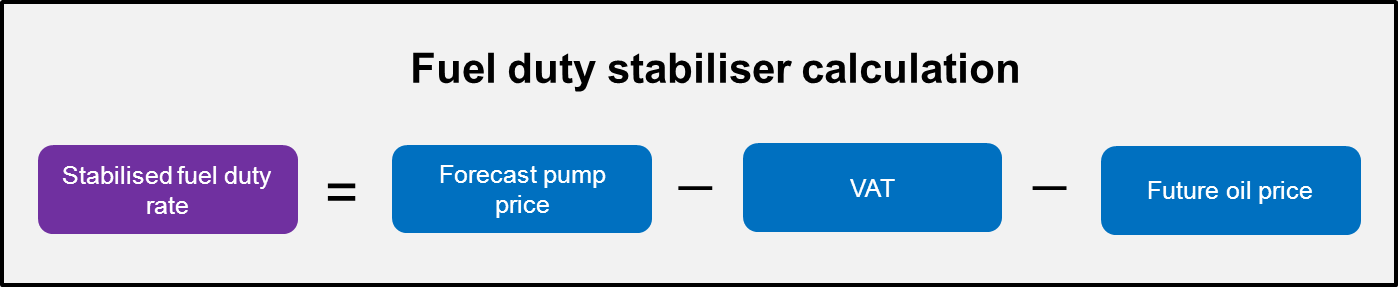 Fuel duty stabiliser calculation
Stabilised fuel duty
rate
=
Forecast pump
price
—
VAT
—
Future oil price